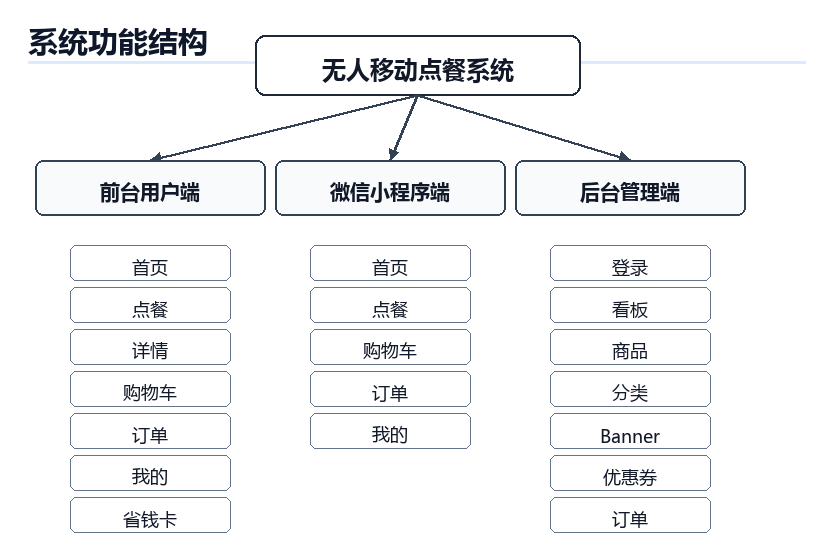 系统功能结构
无人移动点餐系统
前台用户端
微信小程序端
后台管理端
首页
点餐
详情
购物车
订单
我的
省钱卡
首页
点餐
购物车
订单
我的
登录
看板
商品
分类
Banner
优惠券
订单